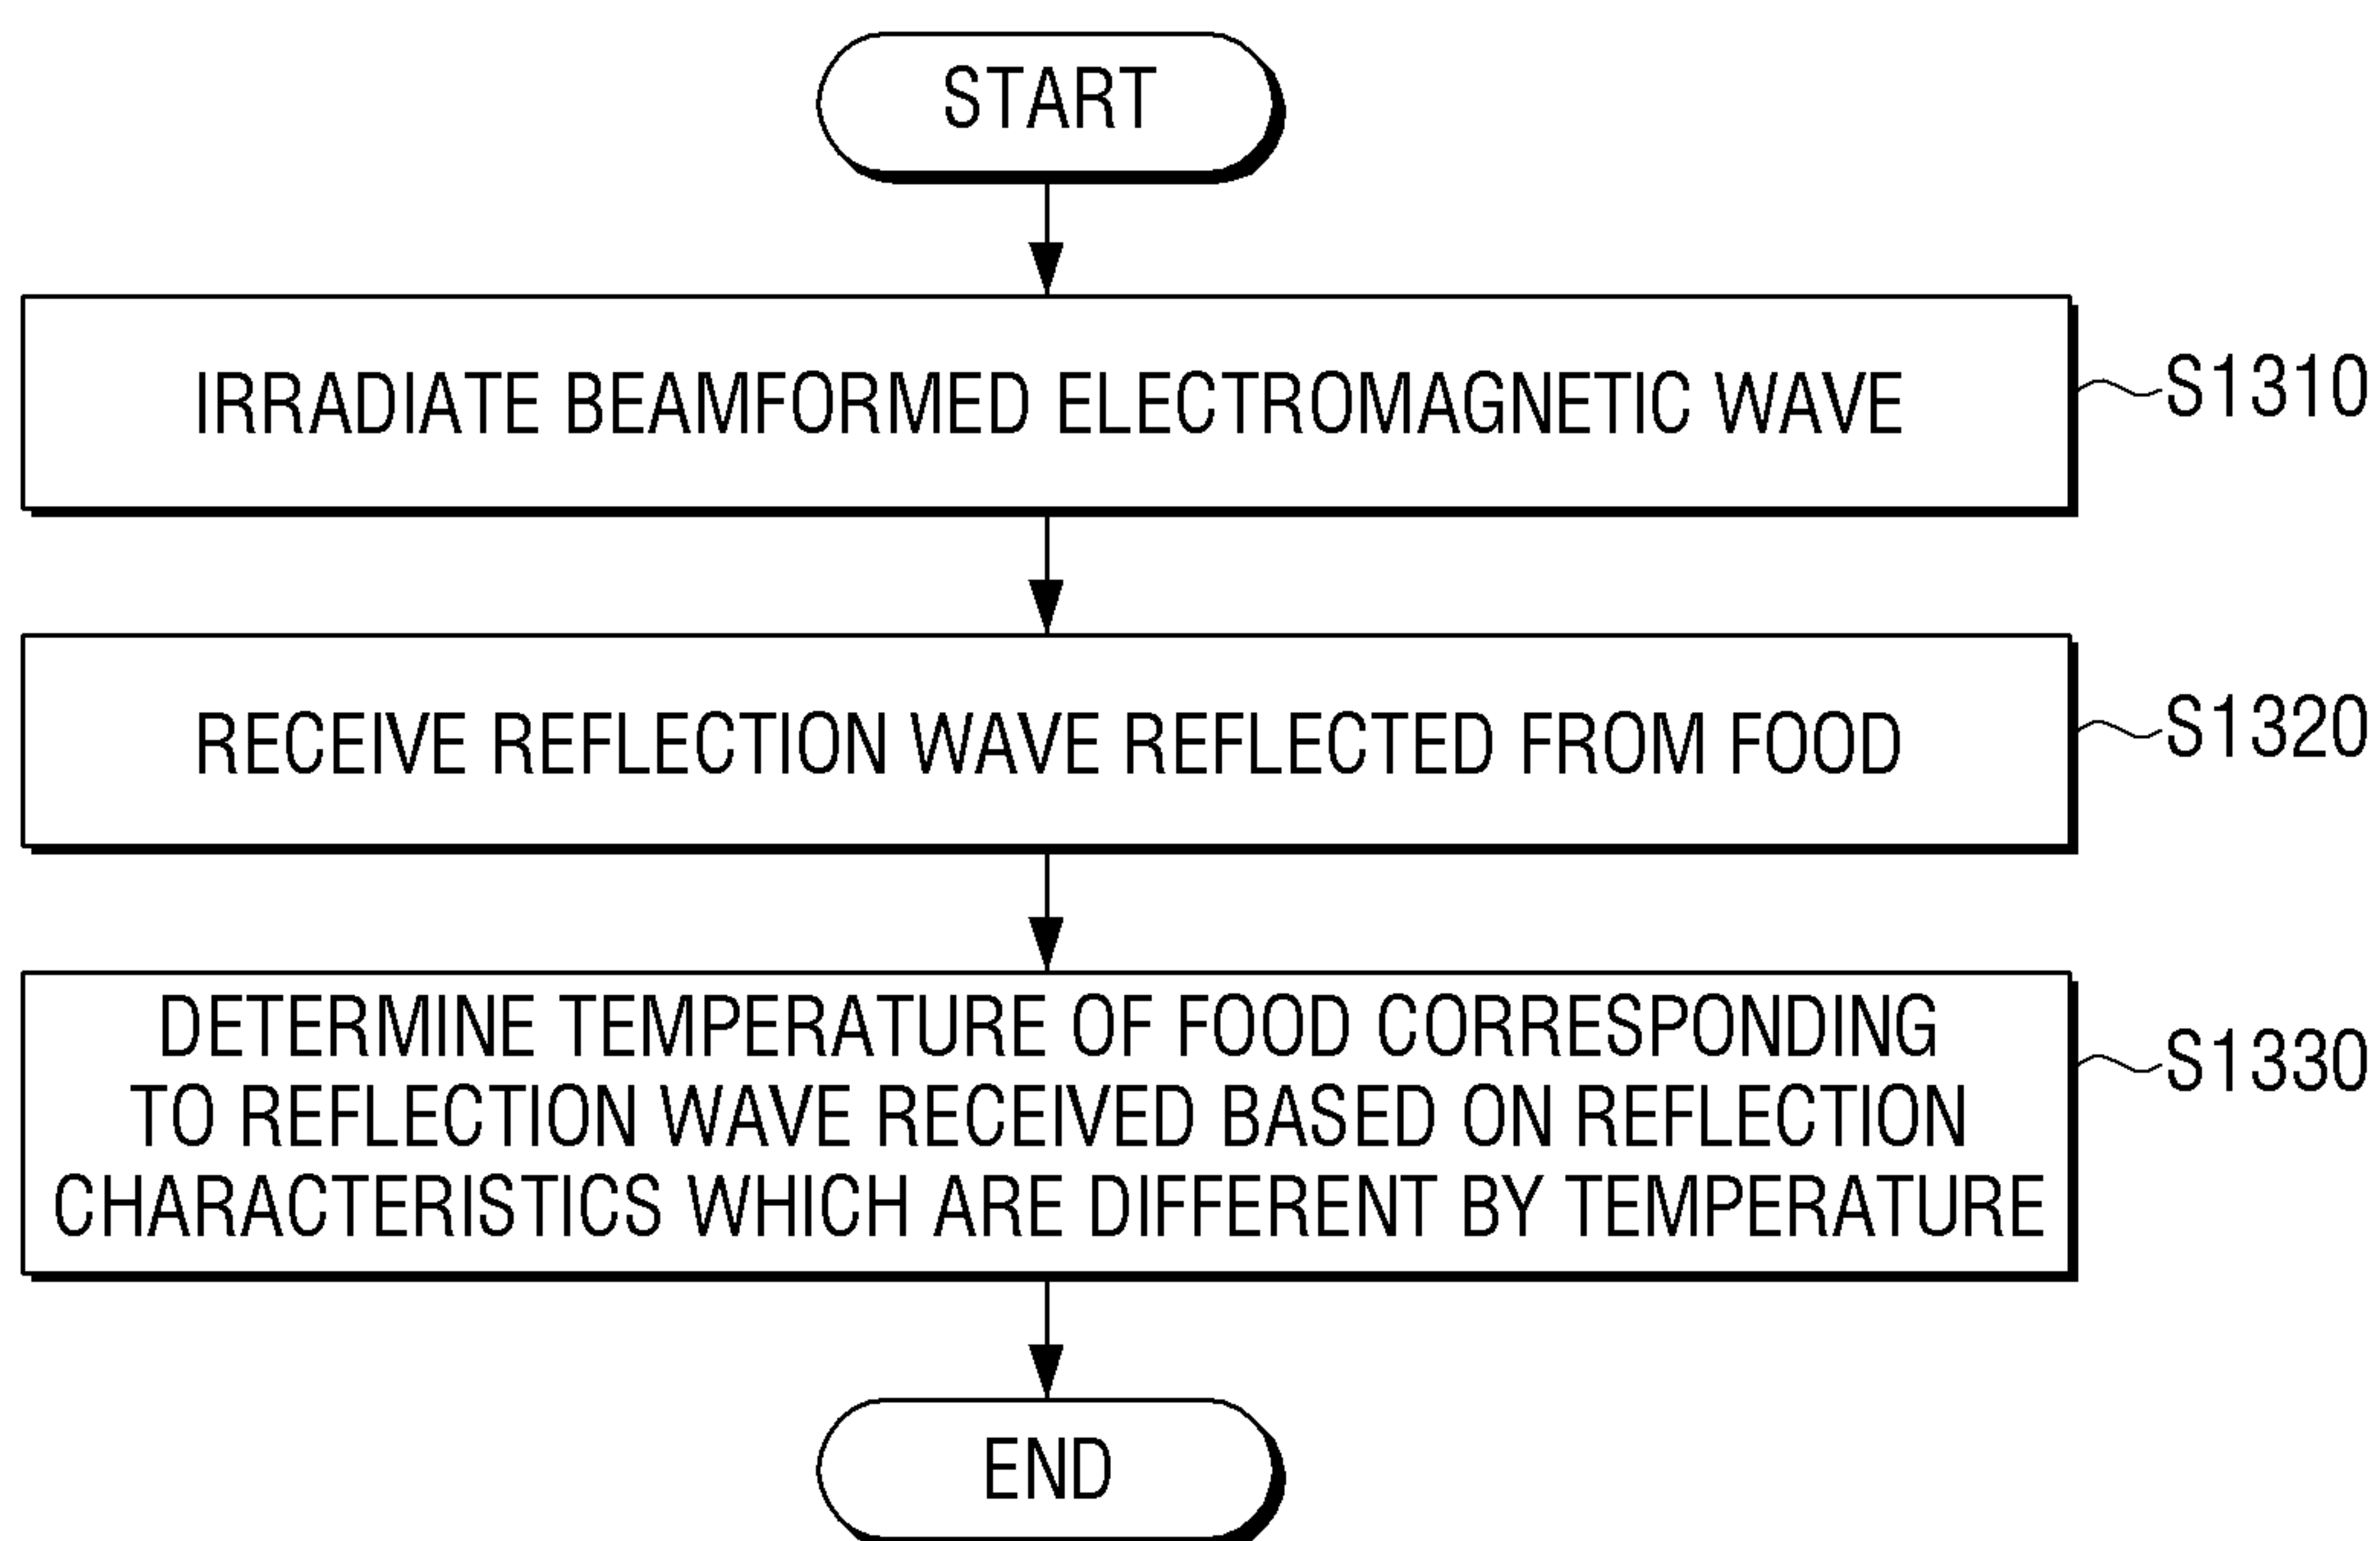 START
IRRADIATE BEAMFORMED ELECTROMAGNETIC WAVE
S1310
RECEIVE REFLECTION WAVE REFLECTED FROM FOOD
S1320
DETERMINE TEMPERATURE OF FOOD CORRESPONDING
TO REFLECTION WAVE RECEIVED BASED ON REFLECTION
CHARACTERISTICS WHICH ARE DIFFERENT BY TEMPERATURE
S1330
END